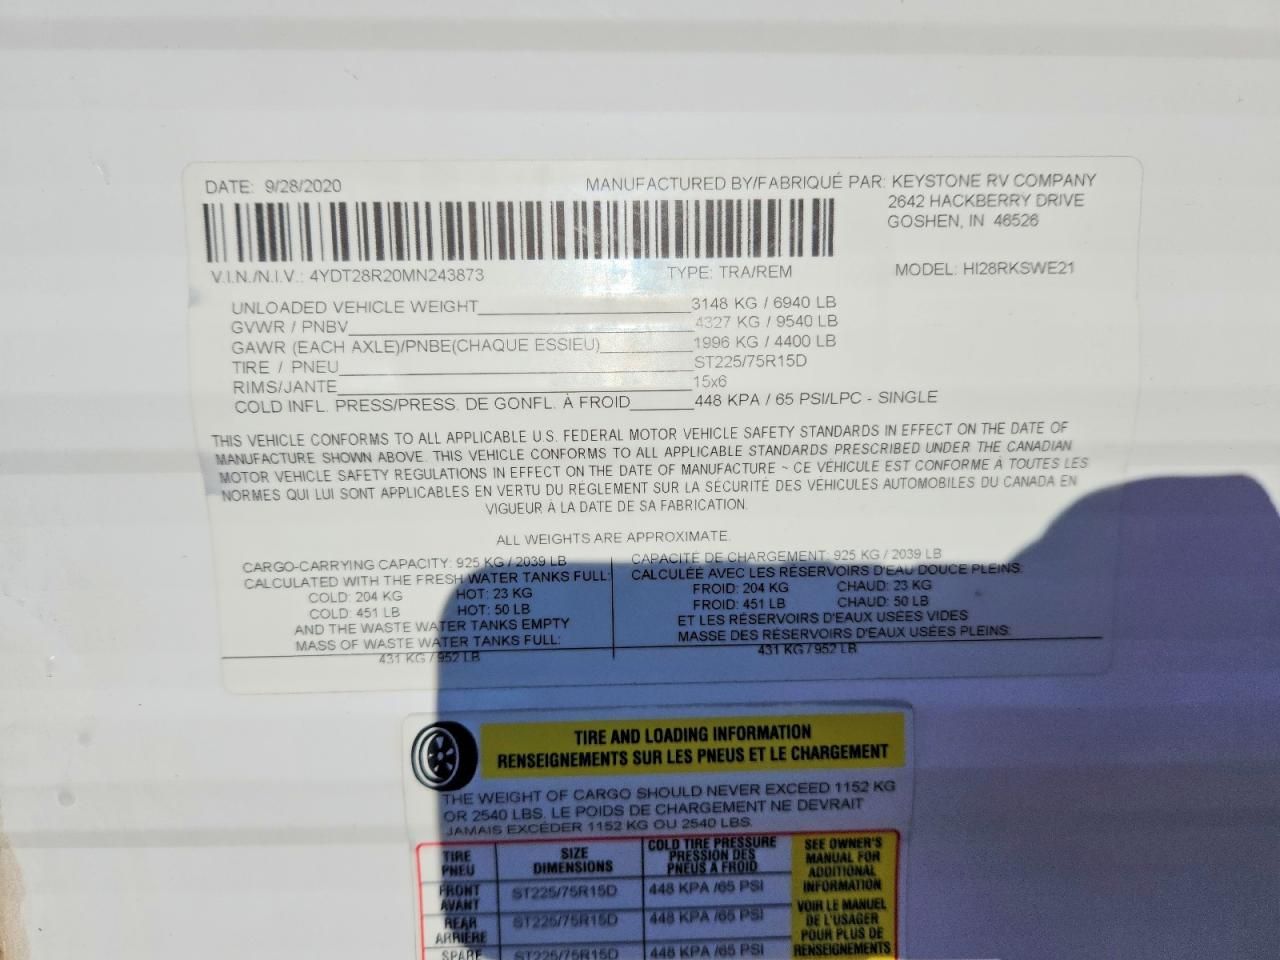 DATE: 9/28/2020
MANUFACTURED BY/FABRIQUÉ PAR: KEYSTONE RV COMPANY
2642 HACKBERRY DRIVE
GOSHEN, IN 46526
V.I.N./N.I.V.: 4YDT28R20MN243873 TYPE: TRA/REM MODEL: HI28RKSWE21
UNLOADED VEHICLE WEIGHT 3148 KG / 6940 LB
GVWR / PNBV 4327 KG / 9540 LB
GAWR (EACH AXLE)/PNBE(CHAQUE ESSIEU) 1996 KG / 4400 LB
TIRE / PNEU ST225/75R15D
RIMS/JANTE 15x6
COLD INFL. PRESS/PRESS. DE GONFL. À FROID 448 KPA / 65 PSI/LPC - SINGLE
THIS VEHICLE CONFORMS TO ALL APPLICABLE U.S. FEDERAL MOTOR VEHICLE SAFETY STANDARDS IN EFFECT ON THE DATE OF
MANUFACTURE SHOWN ABOVE. THIS VEHICLE CONFORMS TO ALL APPLICABLE STANDARDS PRESCRIBED UNDER THE CANADIAN
MOTOR VEHICLE SAFETY REGULATIONS IN EFFECT ON THE DATE OF MANUFACTURE ~ CE VÉHICULE EST CONFORME À TOUTES LES
NORMES QUI LUI SONT APPLICABLES EN VERTU DU RÉGLEMENT SUR LA SÉCURITÉ DES VÉHICULES AUTOMOBILES DU CANADA EN
VIGUEUR À LA DATE DE SA FABRICATION.
ALL WEIGHTS ARE APPROXIMATE.
CARGO-CARRYING CAPACITY: 925 KG / 2039 LB
CALCULATED WITH THE FRESH WATER TANKS FULL:
COLD: 204 KG HOT: 23 KG
COLD: 451 LB HOT: 50 LB
AND THE WASTE WATER TANKS EMPTY
MASS OF WASTE WATER TANKS FULL:
431 KG / 952 LB
CAPACITÉ DE CHARGEMENT: 925 KG / 2039 LB
CALCULÉE AVEC LES RÉSERVOIRS D'EAU DOUCE PLEINS:
FROID: 204 KG CHAUD: 23 KG
FROID: 451 LB CHAUD: 50 LB
ET LES RÉSERVOIRS D'EAUX USÉES VIDES
MASSE DES RÉSERVOIRS D'EAUX USÉES PLEINS:
431 KG / 952 LB
TIRE AND LOADING INFORMATION
RENSEIGNEMENTS SUR LES PNEUS ET LE CHARGEMENT
THE WEIGHT OF CARGO SHOULD NEVER EXCEED 1152 KG
OR 2540 LBS. LE POIDS DE CHARGEMENT NE DEVRAIT
JAMAIS EXCÉDER 1152 KG OU 2540 LBS.
TIRE
PNEU
SIZE
DIMENSIONS
COLD TIRE PRESSURE
PRESSION DES
PNEUS À FROID
FRONT
AVANT
ST225/75R15D
448 KPA /65 PSI
REAR
ARRIÈRE
ST225/75R15D
448 KPA /65 PSI
SPARE
ST225/75R15D
448 KPA /65 PSI
SEE OWNER'S
MANUAL FOR
ADDITIONAL
INFORMATION
VOIR LE MANUEL
DE L'USAGER
POUR PLUS DE
RENSEIGNEMENTS